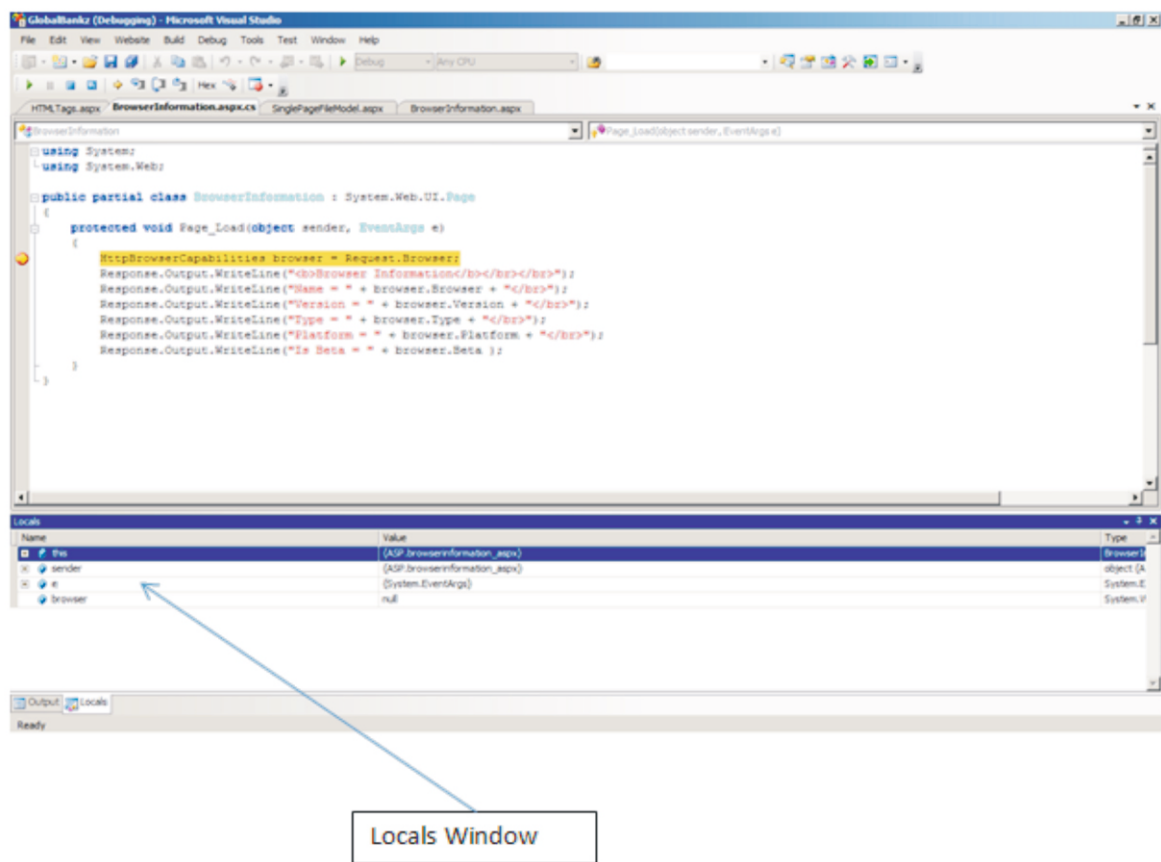 GlobalBankz (Debugging) - Microsoft Visual Studio
File Edit View Website Build Debug Tools Test Window Help
Debug Any CPU
Hex
HTMLTags.aspx BrowserInformation.aspx.cs SinglePageFileModel.aspx BrowserInformation.aspx
BrowserInformation Page_Load(object sender, EventArgs e)
using System;
using System.Web;
public partial class BrowserInformation : System.Web.UI.Page
{
protected void Page_Load(object sender, EventArgs e)
{
HttpBrowserCapabilities browser = Request.Browser;
Response.Output.WriteLine("<b>Browser Information</b></br></br>");
Response.Output.WriteLine("Name = " + browser.Browser + "</br>");
Response.Output.WriteLine("Version = " + browser.Version + "</br>");
Response.Output.WriteLine("Type = " + browser.Type + "</br>");
Response.Output.WriteLine("Platform = " + browser.Platform + "</br>");
Response.Output.WriteLine("Is Beta = " + browser.Beta );
}
}
Locals
Name Value Type
this {ASP.browserinformation_aspx} BrowserI
sender {ASP.browserinformation_aspx} object {A
e {System.EventArgs} System.E
browser null System.W
Output Locals
Ready
Locals Window